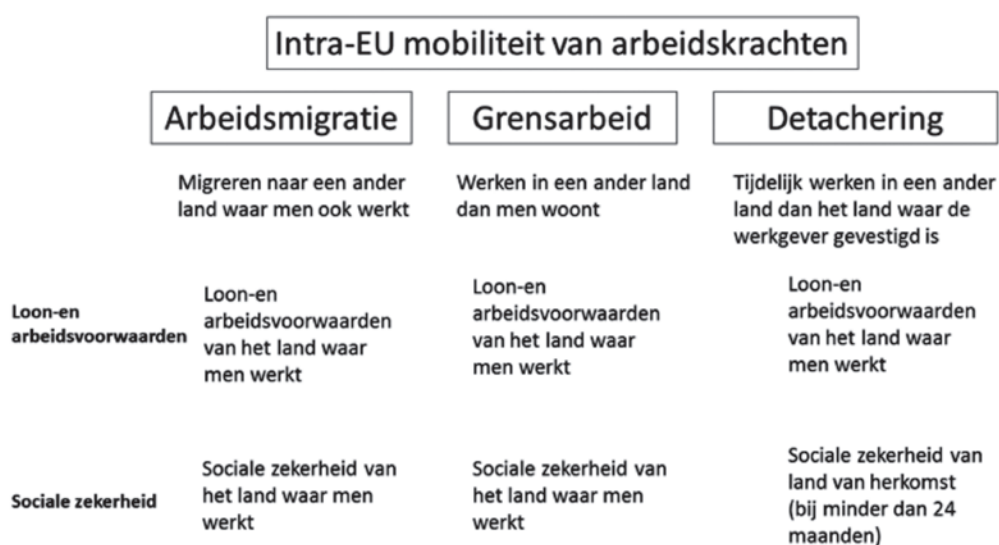 Intra-EU mobiliteit van arbeidskrachten
Arbeidsmigratie
Grensarbeid
Detachering
Migreren naar een ander
land waar men ook werkt
Werken in een ander land
dan men woont
Tijdelijk werken in een ander
land dan het land waar de
werkgever gevestigd is
Loon-en
arbeidsvoorwaarden
Loon-en
arbeidsvoorwaarden
van het land waar
men werkt
Loon-en
arbeidsvoorwaarden
van het land waar
men werkt
Loon-en
arbeidsvoorwaarden
van het land waar
men werkt
Sociale zekerheid
Sociale zekerheid van
het land waar men
werkt
Sociale zekerheid van
het land waar men
werkt
Sociale zekerheid van
land van herkomst
(bij minder dan 24
maanden)